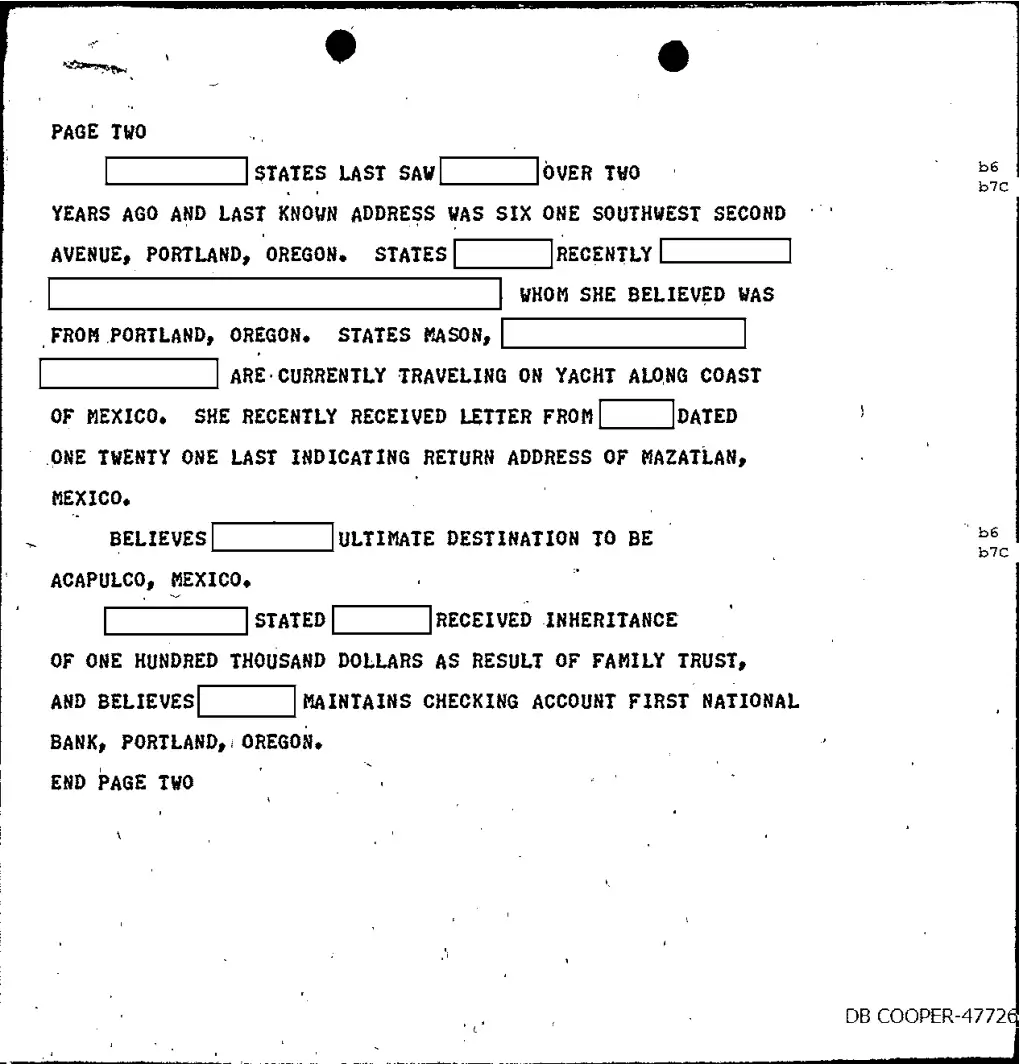 PAGE TWO
STATES LAST SAW OVER TWO
b6
b7C
YEARS AGO AND LAST KNOWN ADDRESS WAS SIX ONE SOUTHWEST SECOND
AVENUE, PORTLAND, OREGON. STATES RECENTLY
WHOM SHE BELIEVED WAS
FROM PORTLAND, OREGON. STATES MASON,
ARE CURRENTLY TRAVELING ON YACHT ALONG COAST
OF MEXICO. SHE RECENTLY RECEIVED LETTER FROM DATED
ONE TWENTY ONE LAST INDICATING RETURN ADDRESS OF MAZATLAN,
MEXICO.
BELIEVES ULTIMATE DESTINATION TO BE
b6
b7C
ACAPULCO, MEXICO.
STATED RECEIVED INHERITANCE
OF ONE HUNDRED THOUSAND DOLLARS AS RESULT OF FAMILY TRUST,
AND BELIEVES MAINTAINS CHECKING ACCOUNT FIRST NATIONAL
BANK, PORTLAND, OREGON.
END PAGE TWO
DB COOPER-47726